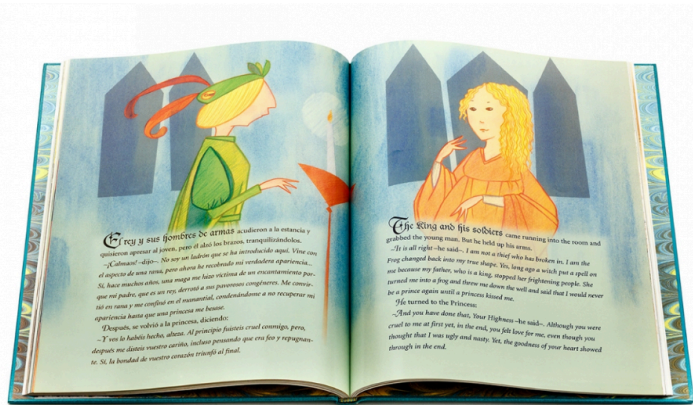 El rey y sus hombres de armas acudieron a la estancia y
quisieron apresar al joven, pero él alzó los brazos, tranquilizándolos.
–¡Calmaos! –dijo–. No soy un ladrón que se ha introducido aquí. Vine con
el aspecto de una rana, pero ahora he recobrado mi verdadera apariencia...
Sí, hace muchos años, una maga me hizo víctima de un encantamiento por-
que mi padre, que es un rey, derrotó a sus pavorosos congéneres. Me convir-
tió en rana y me confinó en el manantial, condenándome a no recuperar mi
apariencia hasta que una princesa me besara.
Después, se volvió a la princesa, diciendo:
–Y vos lo habéis hecho, alteza. Al principio fuisteis cruel conmigo, pero,
después me disteis vuestro cariño, incluso pensando que era feo y repugnan-
te. Sí, la bondad de vuestro corazón triunfó al final.
The King and his soldiers came running into the room and
grabbed the young man. But he held up his arms.
–It is all right –he said–. I am not a thief who has broken in. I am the
Frog changed back into my true shape. Yes, long ago a witch put a spell on
me because my father, who is a king, stopped her frightening people. She
turned me into a frog and threw me down the well and said that I would never
be a prince again until a princess kissed me.
He turned to the Princess:
–And you have done that, Your Highness –he said–. Although you were
cruel to me at first yet, in the end, you felt love for me, even though you
thought that I was ugly and nasty. Yet, the goodness of your heart showed
through in the end.